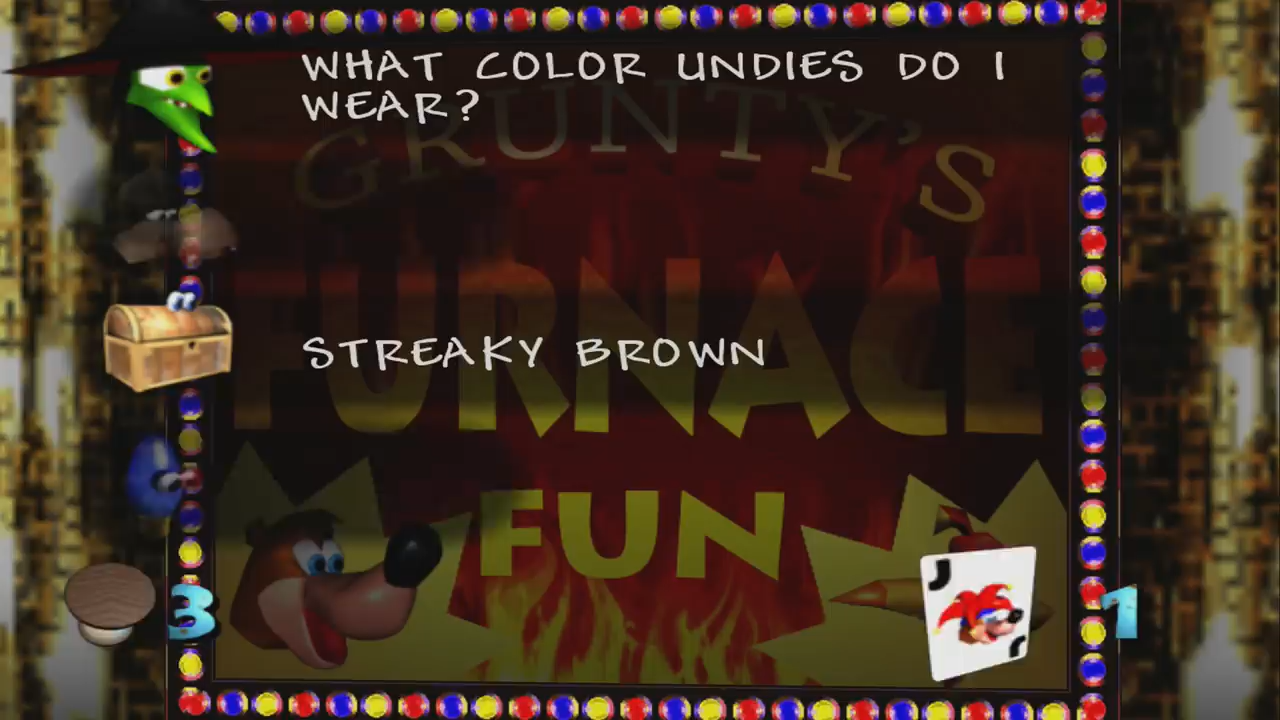 WHAT COLOR UNDIES DO I
WEAR?
GRUNTY'S
STREAKY BROWN
FURNACE
FUN
3
J
J
1